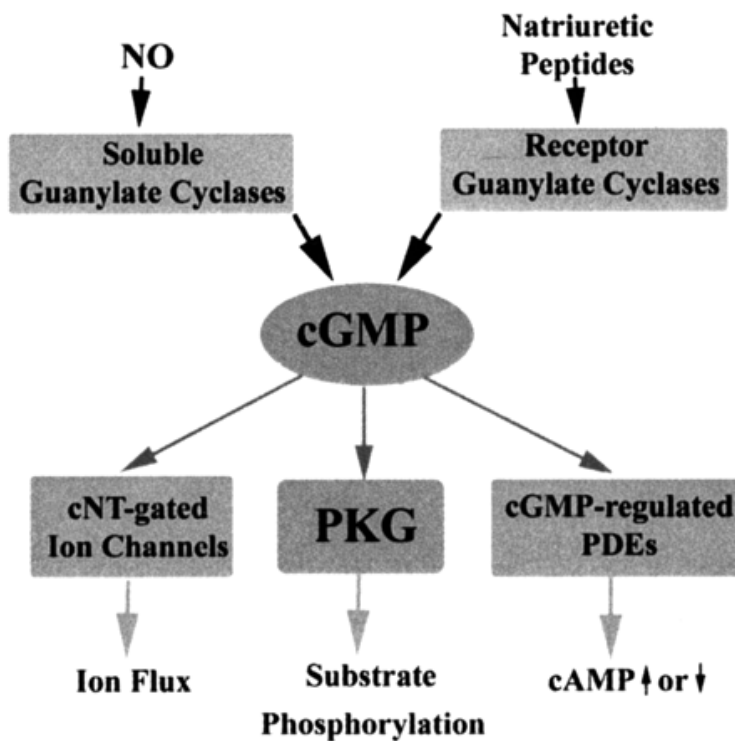 NO
Natriuretic
Peptides
Soluble
Guanylate Cyclases
Receptor
Guanylate Cyclases
cGMP
cNT-gated
Ion Channels
PKG
cGMP-regulated
PDEs
Ion Flux
Substrate
Phosphorylation
cAMP ↑ or ↓